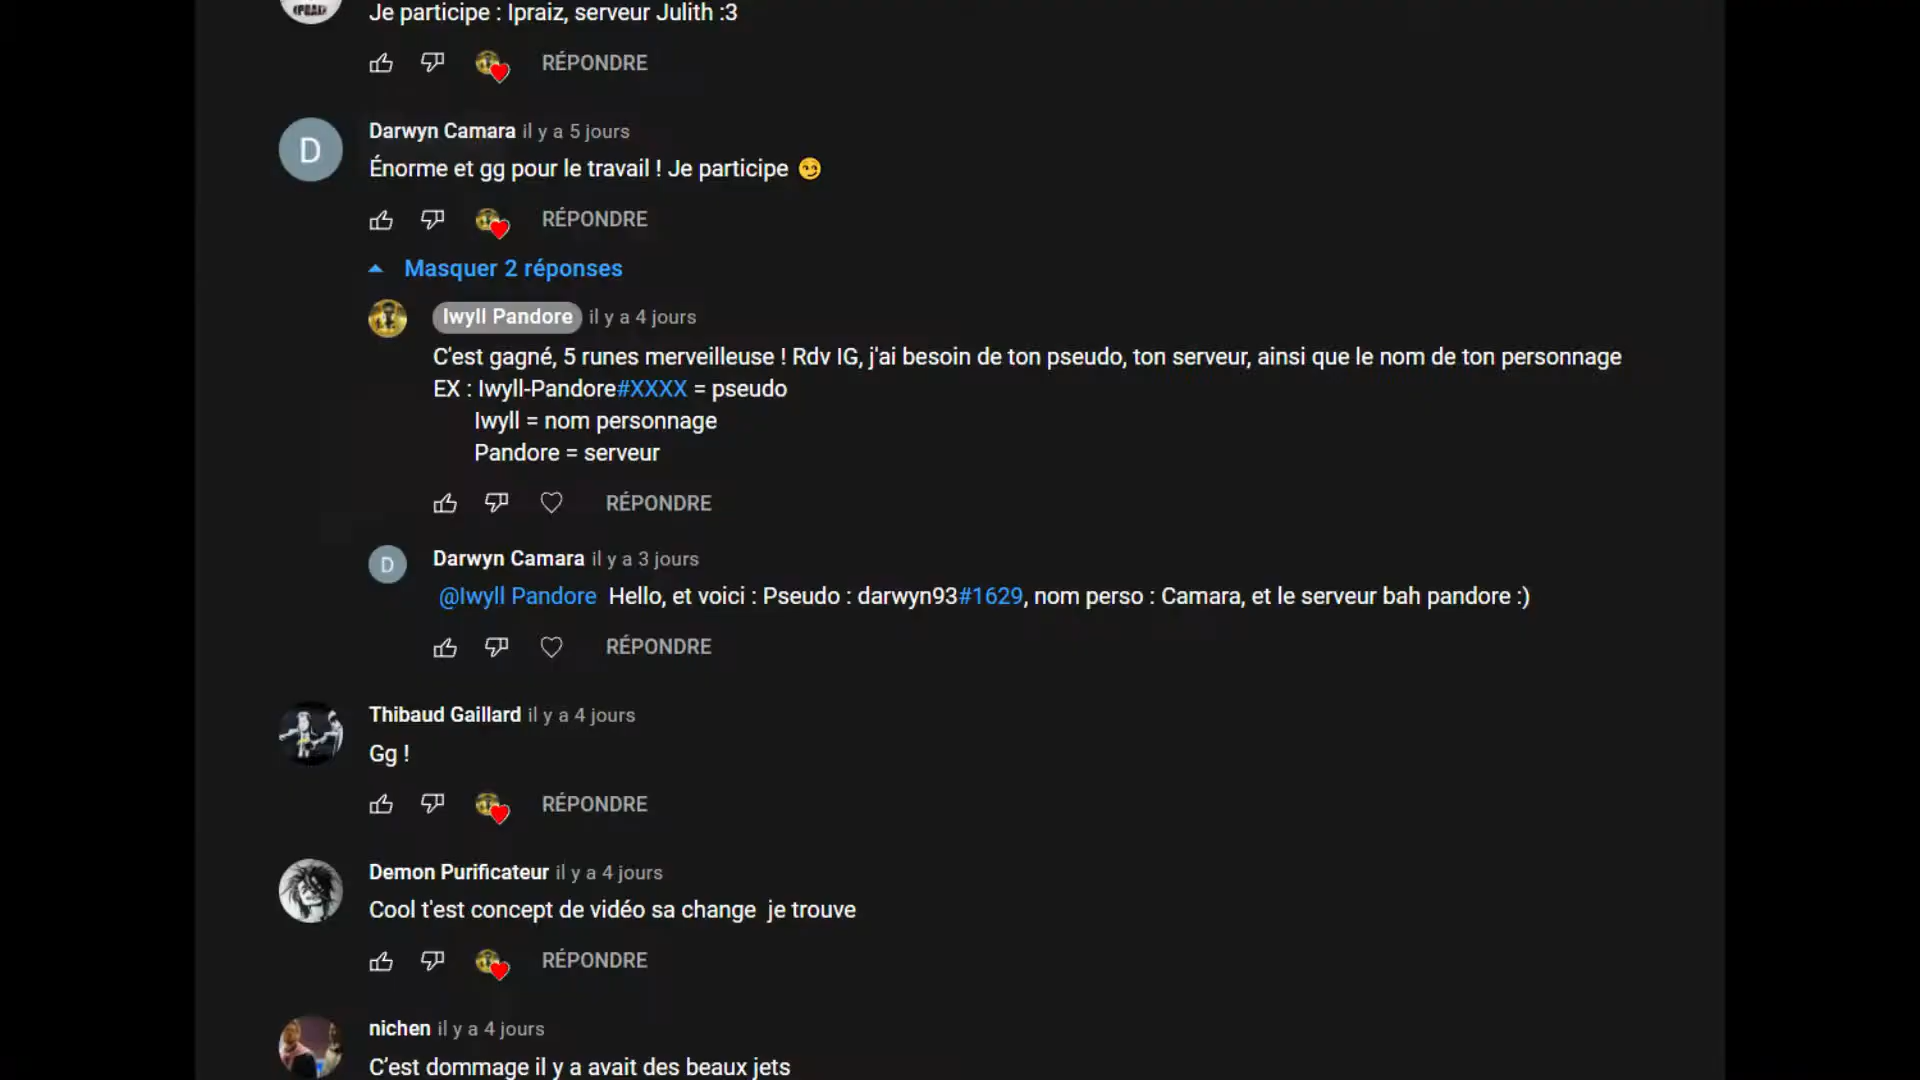 IPRAIZ
Je participe : Ipraiz, serveur Julith :3
RÉPONDRE
D
Darwyn Camara il y a 5 jours
Énorme et gg pour le travail ! Je participe 😏
RÉPONDRE
Masquer 2 réponses
Iwyll Pandore il y a 4 jours
C'est gagné, 5 runes merveilleuse ! Rdv IG, j'ai besoin de ton pseudo, ton serveur, ainsi que le nom de ton personnage
EX : Iwyll-Pandore#XXXX = pseudo
Iwyll = nom personnage
Pandore = serveur
RÉPONDRE
D
Darwyn Camara il y a 3 jours
@Iwyll Pandore Hello, et voici : Pseudo : darwyn93#1629, nom perso : Camara, et le serveur bah pandore :)
RÉPONDRE
Thibaud Gaillard il y a 4 jours
Gg !
RÉPONDRE
Demon Purificateur il y a 4 jours
Cool t'est concept de vidéo sa change  je trouve
RÉPONDRE
nichen il y a 4 jours
C'est dommage il y a avait des beaux jets